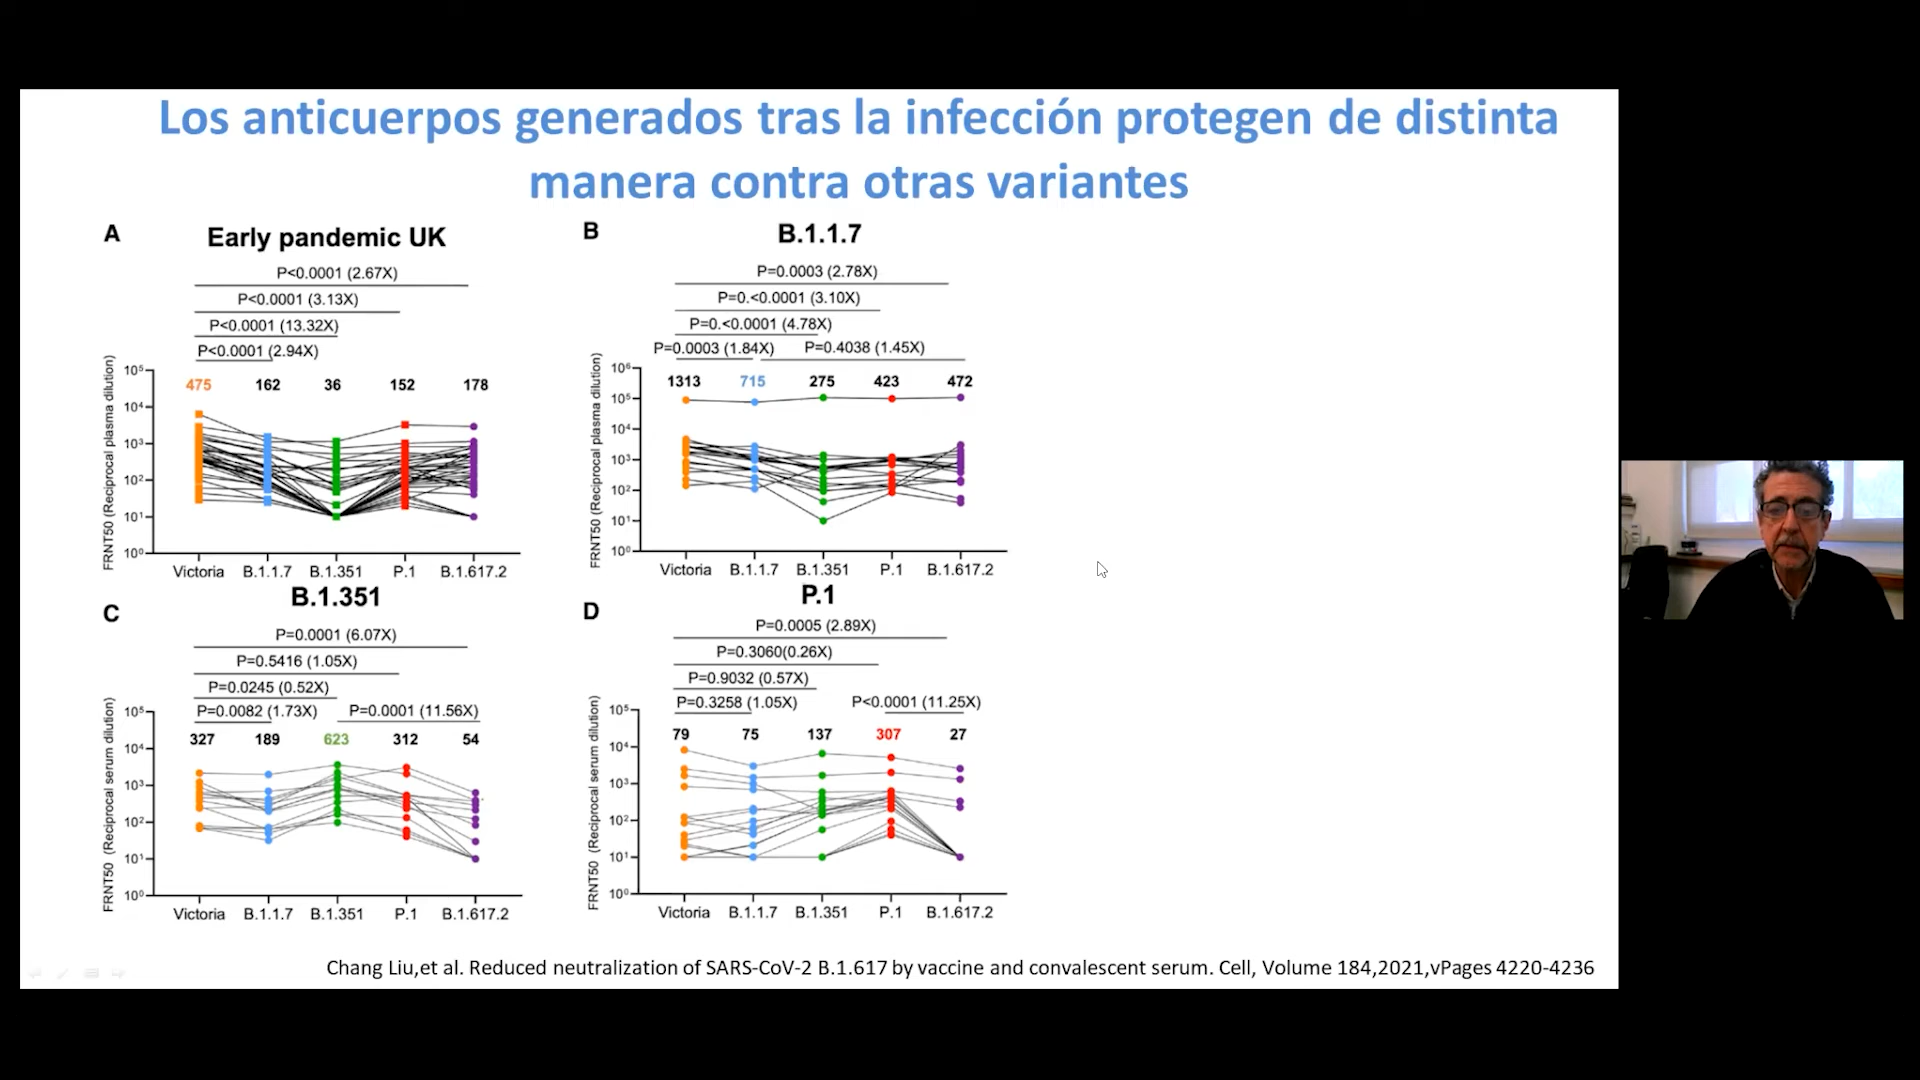 Los anticuerpos generados tras la infección protegen de distinta
manera contra otras variantes
A
Early pandemic UK
P<0.0001 (2.67X)
P<0.0001 (3.13X)
P<0.0001 (13.32X)
P<0.0001 (2.94X)
FRNT50 (Reciprocal plasma dilution)
10⁵
10⁴
10³
10²
10¹
10⁰
475 162 36 152 178
Victoria B.1.1.7 B.1.351 P.1 B.1.617.2
B
B.1.1.7
P=0.0003 (2.78X)
P=0.<0.0001 (3.10X)
P=0.<0.0001 (4.78X)
P=0.0003 (1.84X) P=0.4038 (1.45X)
FRNT50 (Reciprocal plasma dilution)
10⁶
10⁵
10⁴
10³
10²
10¹
10⁰
1313 715 275 423 472
Victoria B.1.1.7 B.1.351 P.1 B.1.617.2
C
B.1.351
P=0.0001 (6.07X)
P=0.5416 (1.05X)
P=0.0245 (0.52X)
P=0.0082 (1.73X) P=0.0001 (11.56X)
FRNT50 (Reciprocal serum dilution)
10⁵
10⁴
10³
10²
10¹
10⁰
327 189 623 312 54
Victoria B.1.1.7 B.1.351 P.1 B.1.617.2
D
P.1
P=0.0005 (2.89X)
P=0.3060(0.26X)
P=0.9032 (0.57X)
P=0.3258 (1.05X) P<0.0001 (11.25X)
FRNT50 (Reciprocal serum dilution)
10⁵
10⁴
10³
10²
10¹
10⁰
79 75 137 307 27
Victoria B.1.1.7 B.1.351 P.1 B.1.617.2
Chang Liu,et al. Reduced neutralization of SARS-CoV-2 B.1.617 by vaccine and convalescent serum. Cell, Volume 184,2021,vPages 4220-4236